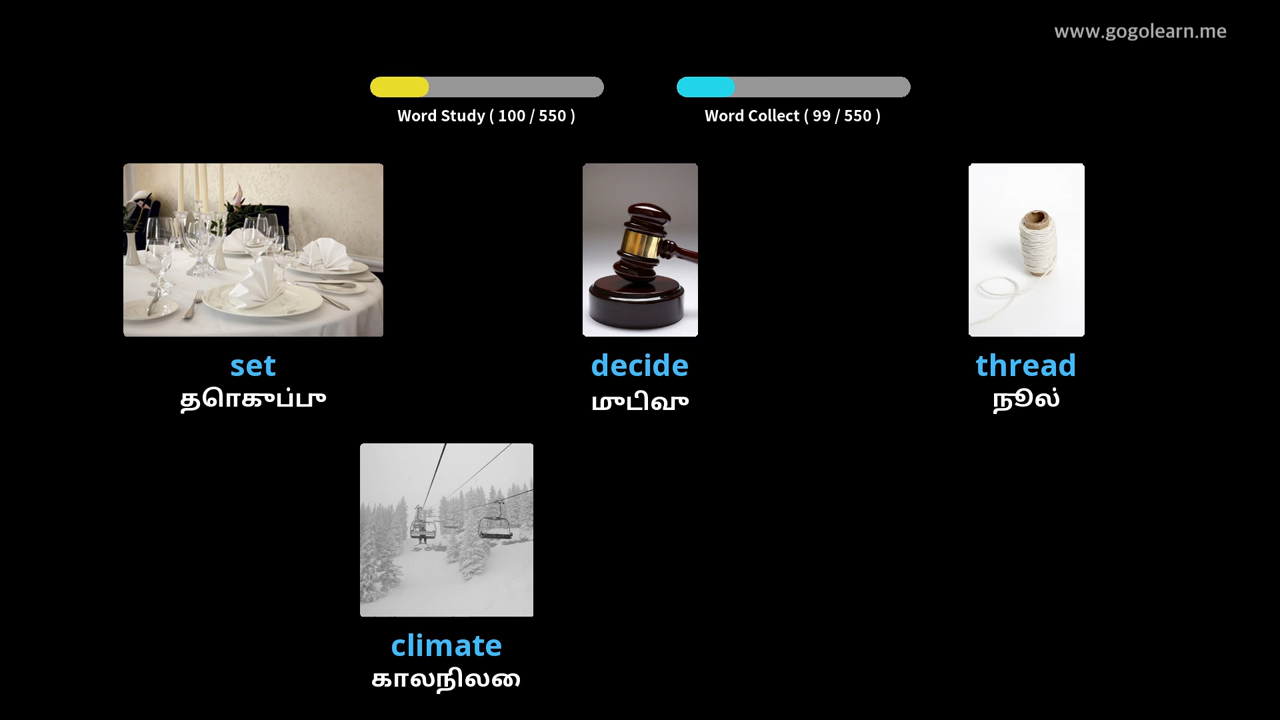 www.gogolearn.me
Word Study ( 100 / 550 )
Word Collect ( 99 / 550 )
set
decide
thread
தொகுப்பு
முடிவு
நூல்
climate
காலநிலை